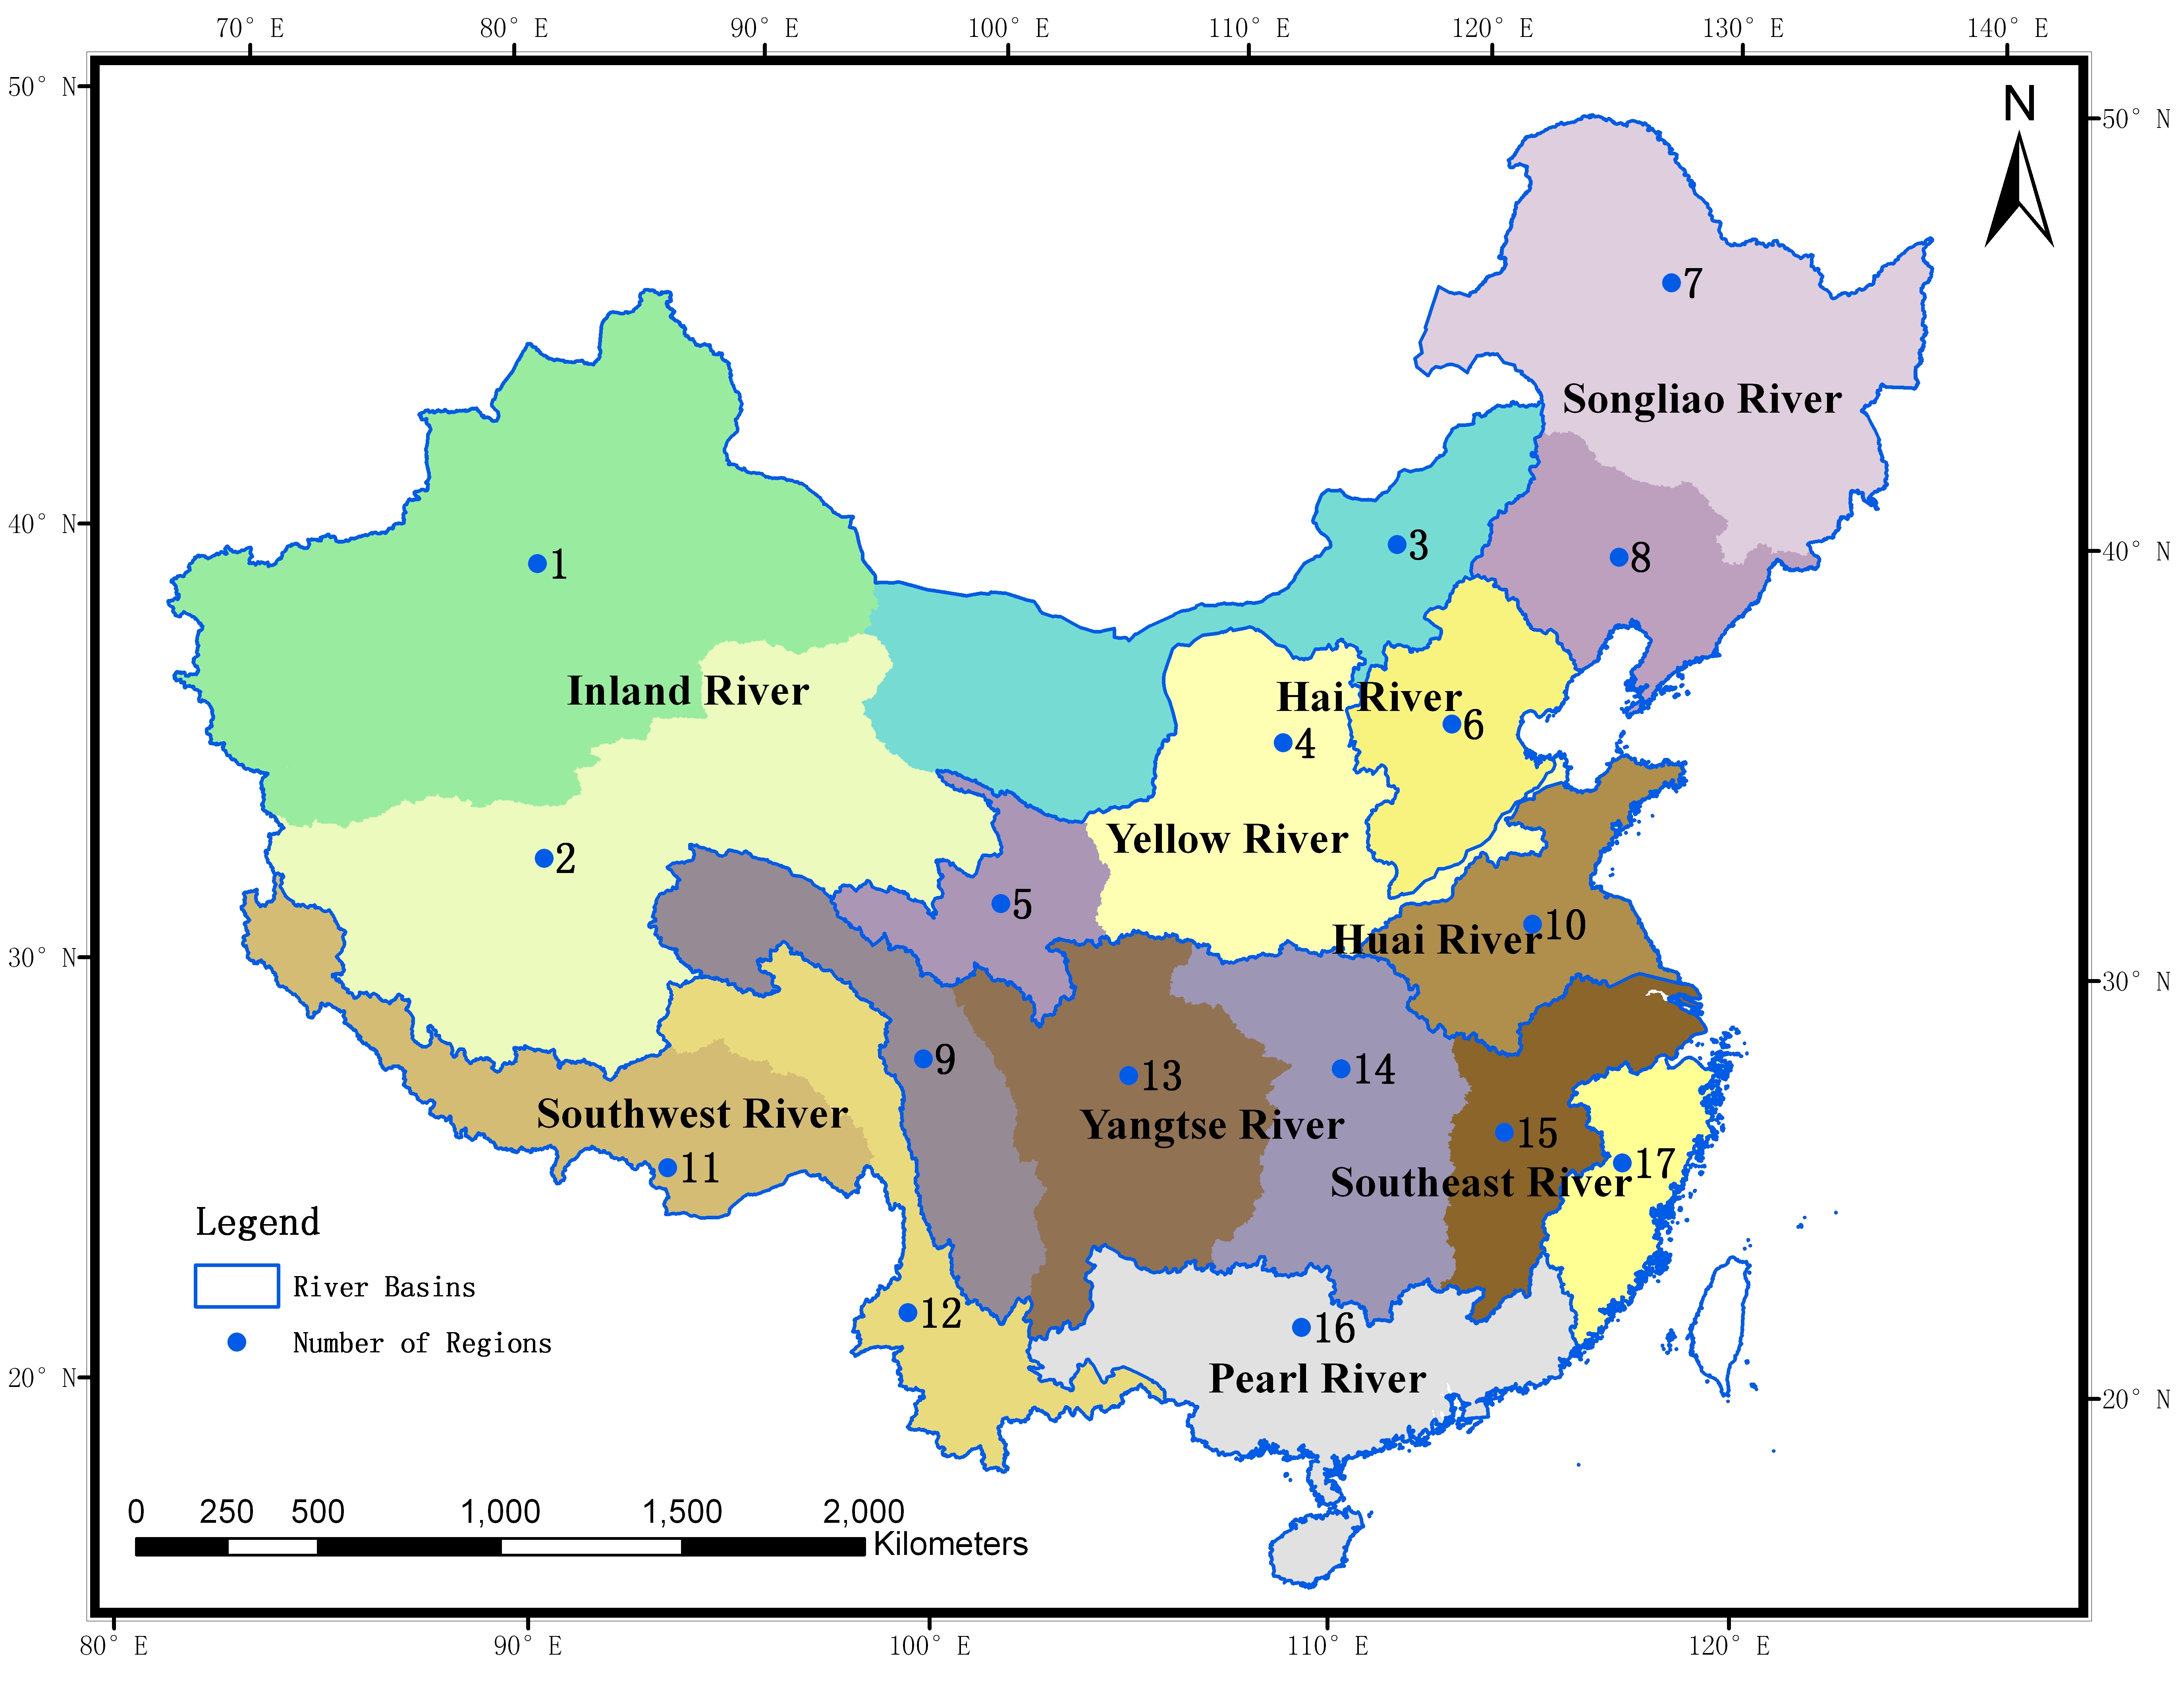 70° E 80° E 90° E 100° E 110° E 120° E 130° E 140° E
50° N
N
50° N
7
Songliao River
40° N
3
40° N
1
8
Inland River
Hai River
6
4
Yellow River
2
5
10
Huai River
30° N
30° N
9
13
14
Yangtse River
Southwest River
15
17
11
Southeast River
Legend
River Basins
12
16
Number of Regions
20° N
Pearl River
20° N
0 250 500 1,000 1,500 2,000
Kilometers
80° E 90° E 100° E 110° E 120° E